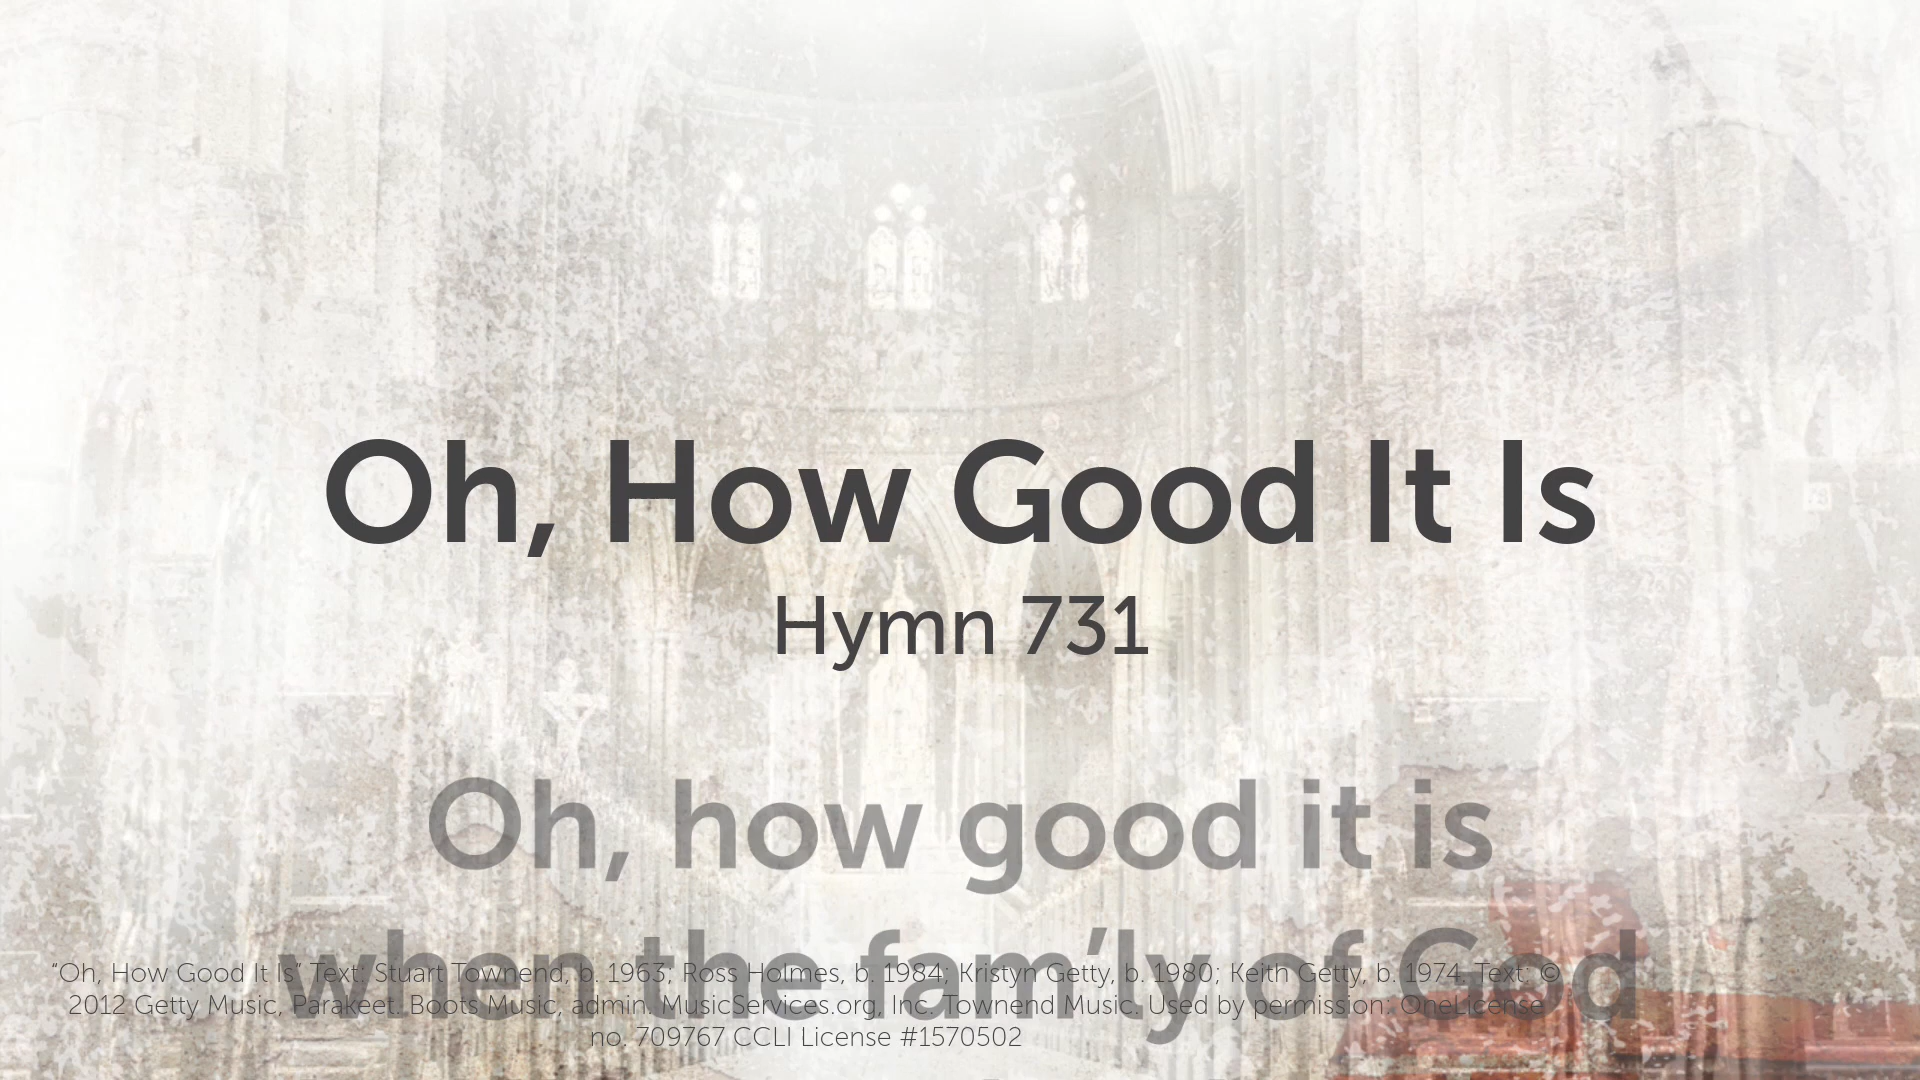 Oh, How Good It Is
Hymn 731
Oh, how good it is
when the fam’ly of God
“Oh, How Good It Is” Text: Stuart Townend, b. 1963; Ross Holmes, b. 1984; Kristyn Getty, b. 1980; Keith Getty, b. 1974. Text: ©
2012 Getty Music, Parakeet. Boots Music, admin. MusicServices.org, Inc. Townend Music. Used by permission: OneLicense
no. 709767 CCLI License #1570502